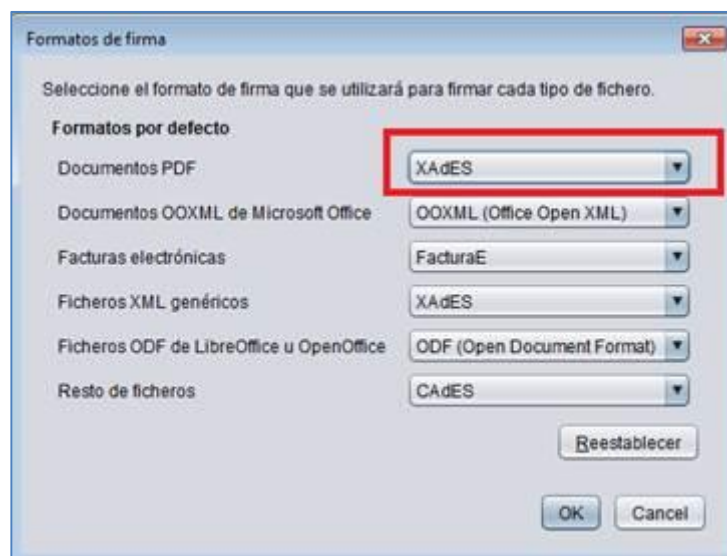 Formatos de firma
Seleccione el formato de firma que se utilizará para firmar cada tipo de fichero.
Formatos por defecto
Documentos PDF XAdES
Documentos OOXML de Microsoft Office OOXML (Office Open XML)
Facturas electrónicas FacturaE
Ficheros XML genéricos XAdES
Ficheros ODF de LibreOffice u OpenOffice ODF (Open Document Format)
Resto de ficheros CAdES
Reestablecer
OK Cancel